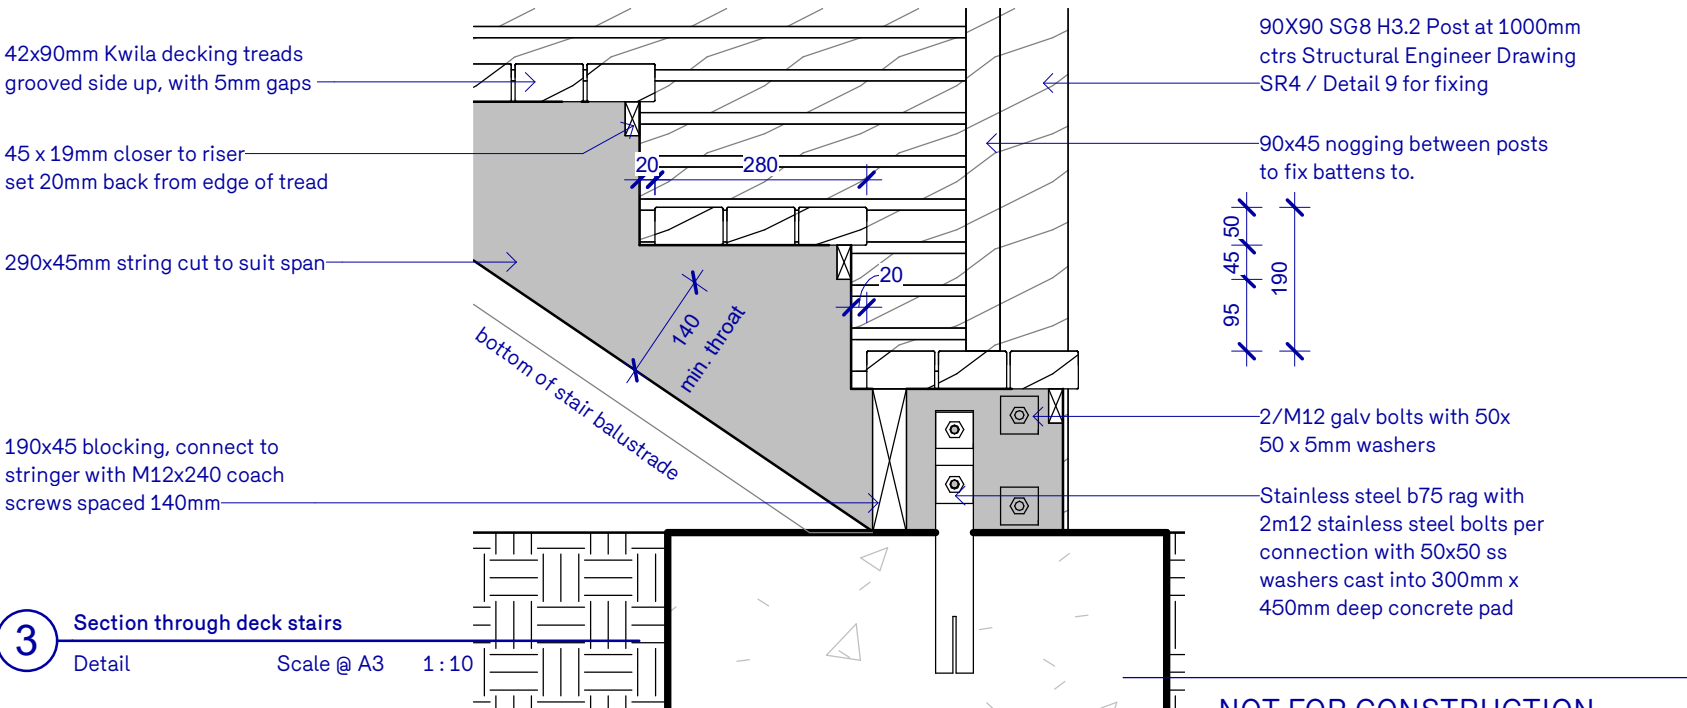 42x90mm Kwila decking treads
grooved side up, with 5mm gaps
45 x 19mm closer to riser
set 20mm back from edge of tread
290x45mm string cut to suit span
190x45 blocking, connect to
stringer with M12x240 coach
screws spaced 140mm
20
280
20
140
min. throat
bottom of stair balustrade
90X90 SG8 H3.2 Post at 1000mm
ctrs Structural Engineer Drawing
SR4 / Detail 9 for fixing
90x45 nogging between posts
to fix battens to.
50
45
95
190
2/M12 galv bolts with 50x
50 x 5mm washers
Stainless steel b75 rag with
2m12 stainless steel bolts per
connection with 50x50 ss
washers cast into 300mm x
450mm deep concrete pad
3
Section through deck stairs
Detail Scale @ A3 1:10
NOT FOR CONSTRUCTION